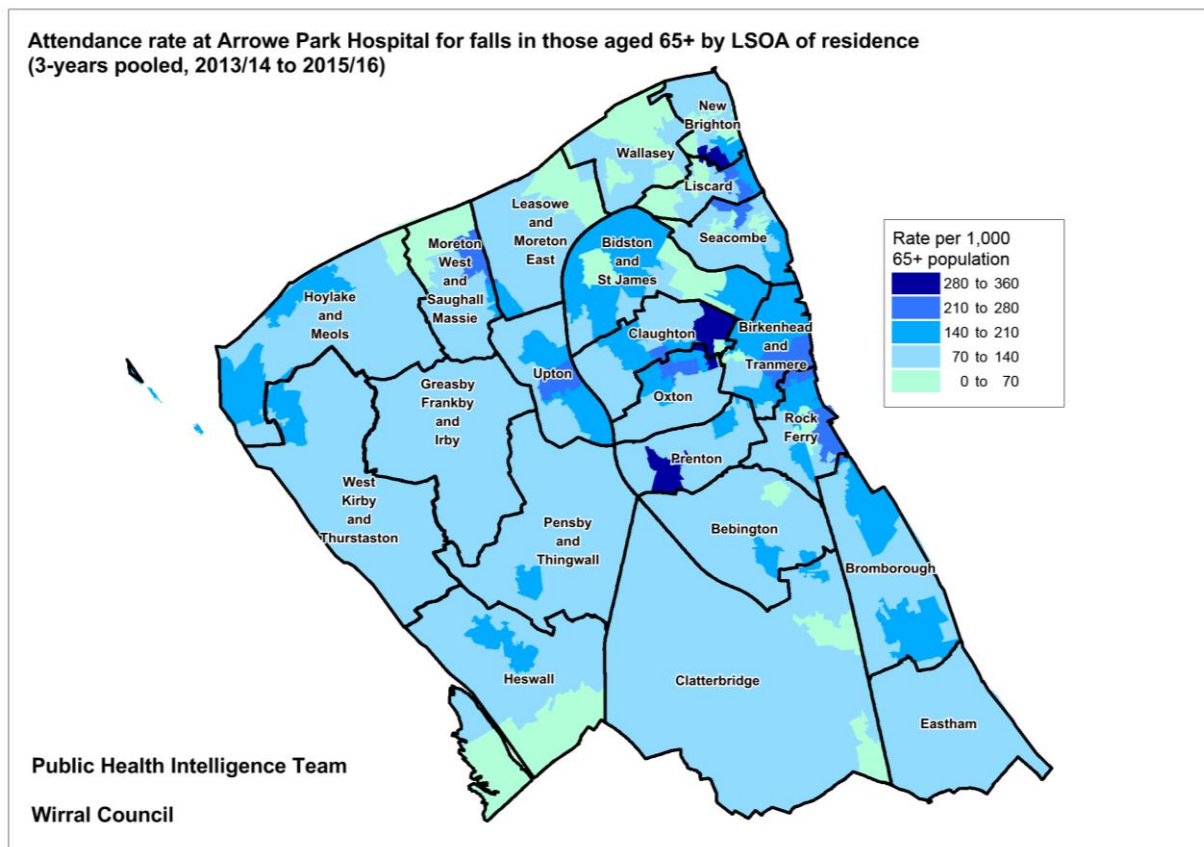 Attendance rate at Arrowe Park Hospital for falls in those aged 65+ by LSOA of residence
(3-years pooled, 2013/14 to 2015/16)
New
Brighton
Wallasey
Liscard
Leasowe
and
Moreton
East
Seacombe
Bidston
and
St James
Moreton
West
and
Saughall
Massie
Hoylake
and
Meols
Claughton
Birkenhead
and
Tranmere
Upton
Oxton
Greasby
Frankby
and
Irby
Rock
Ferry
Prenton
West
Kirby
and
Thurstaston
Pensby
and
Thingwall
Bebington
Bromborough
Heswall
Clatterbridge
Eastham
Rate per 1,000
65+ population
280 to 360
210 to 280
140 to 210
70 to 140
0 to 70
Public Health Intelligence Team
Wirral Council